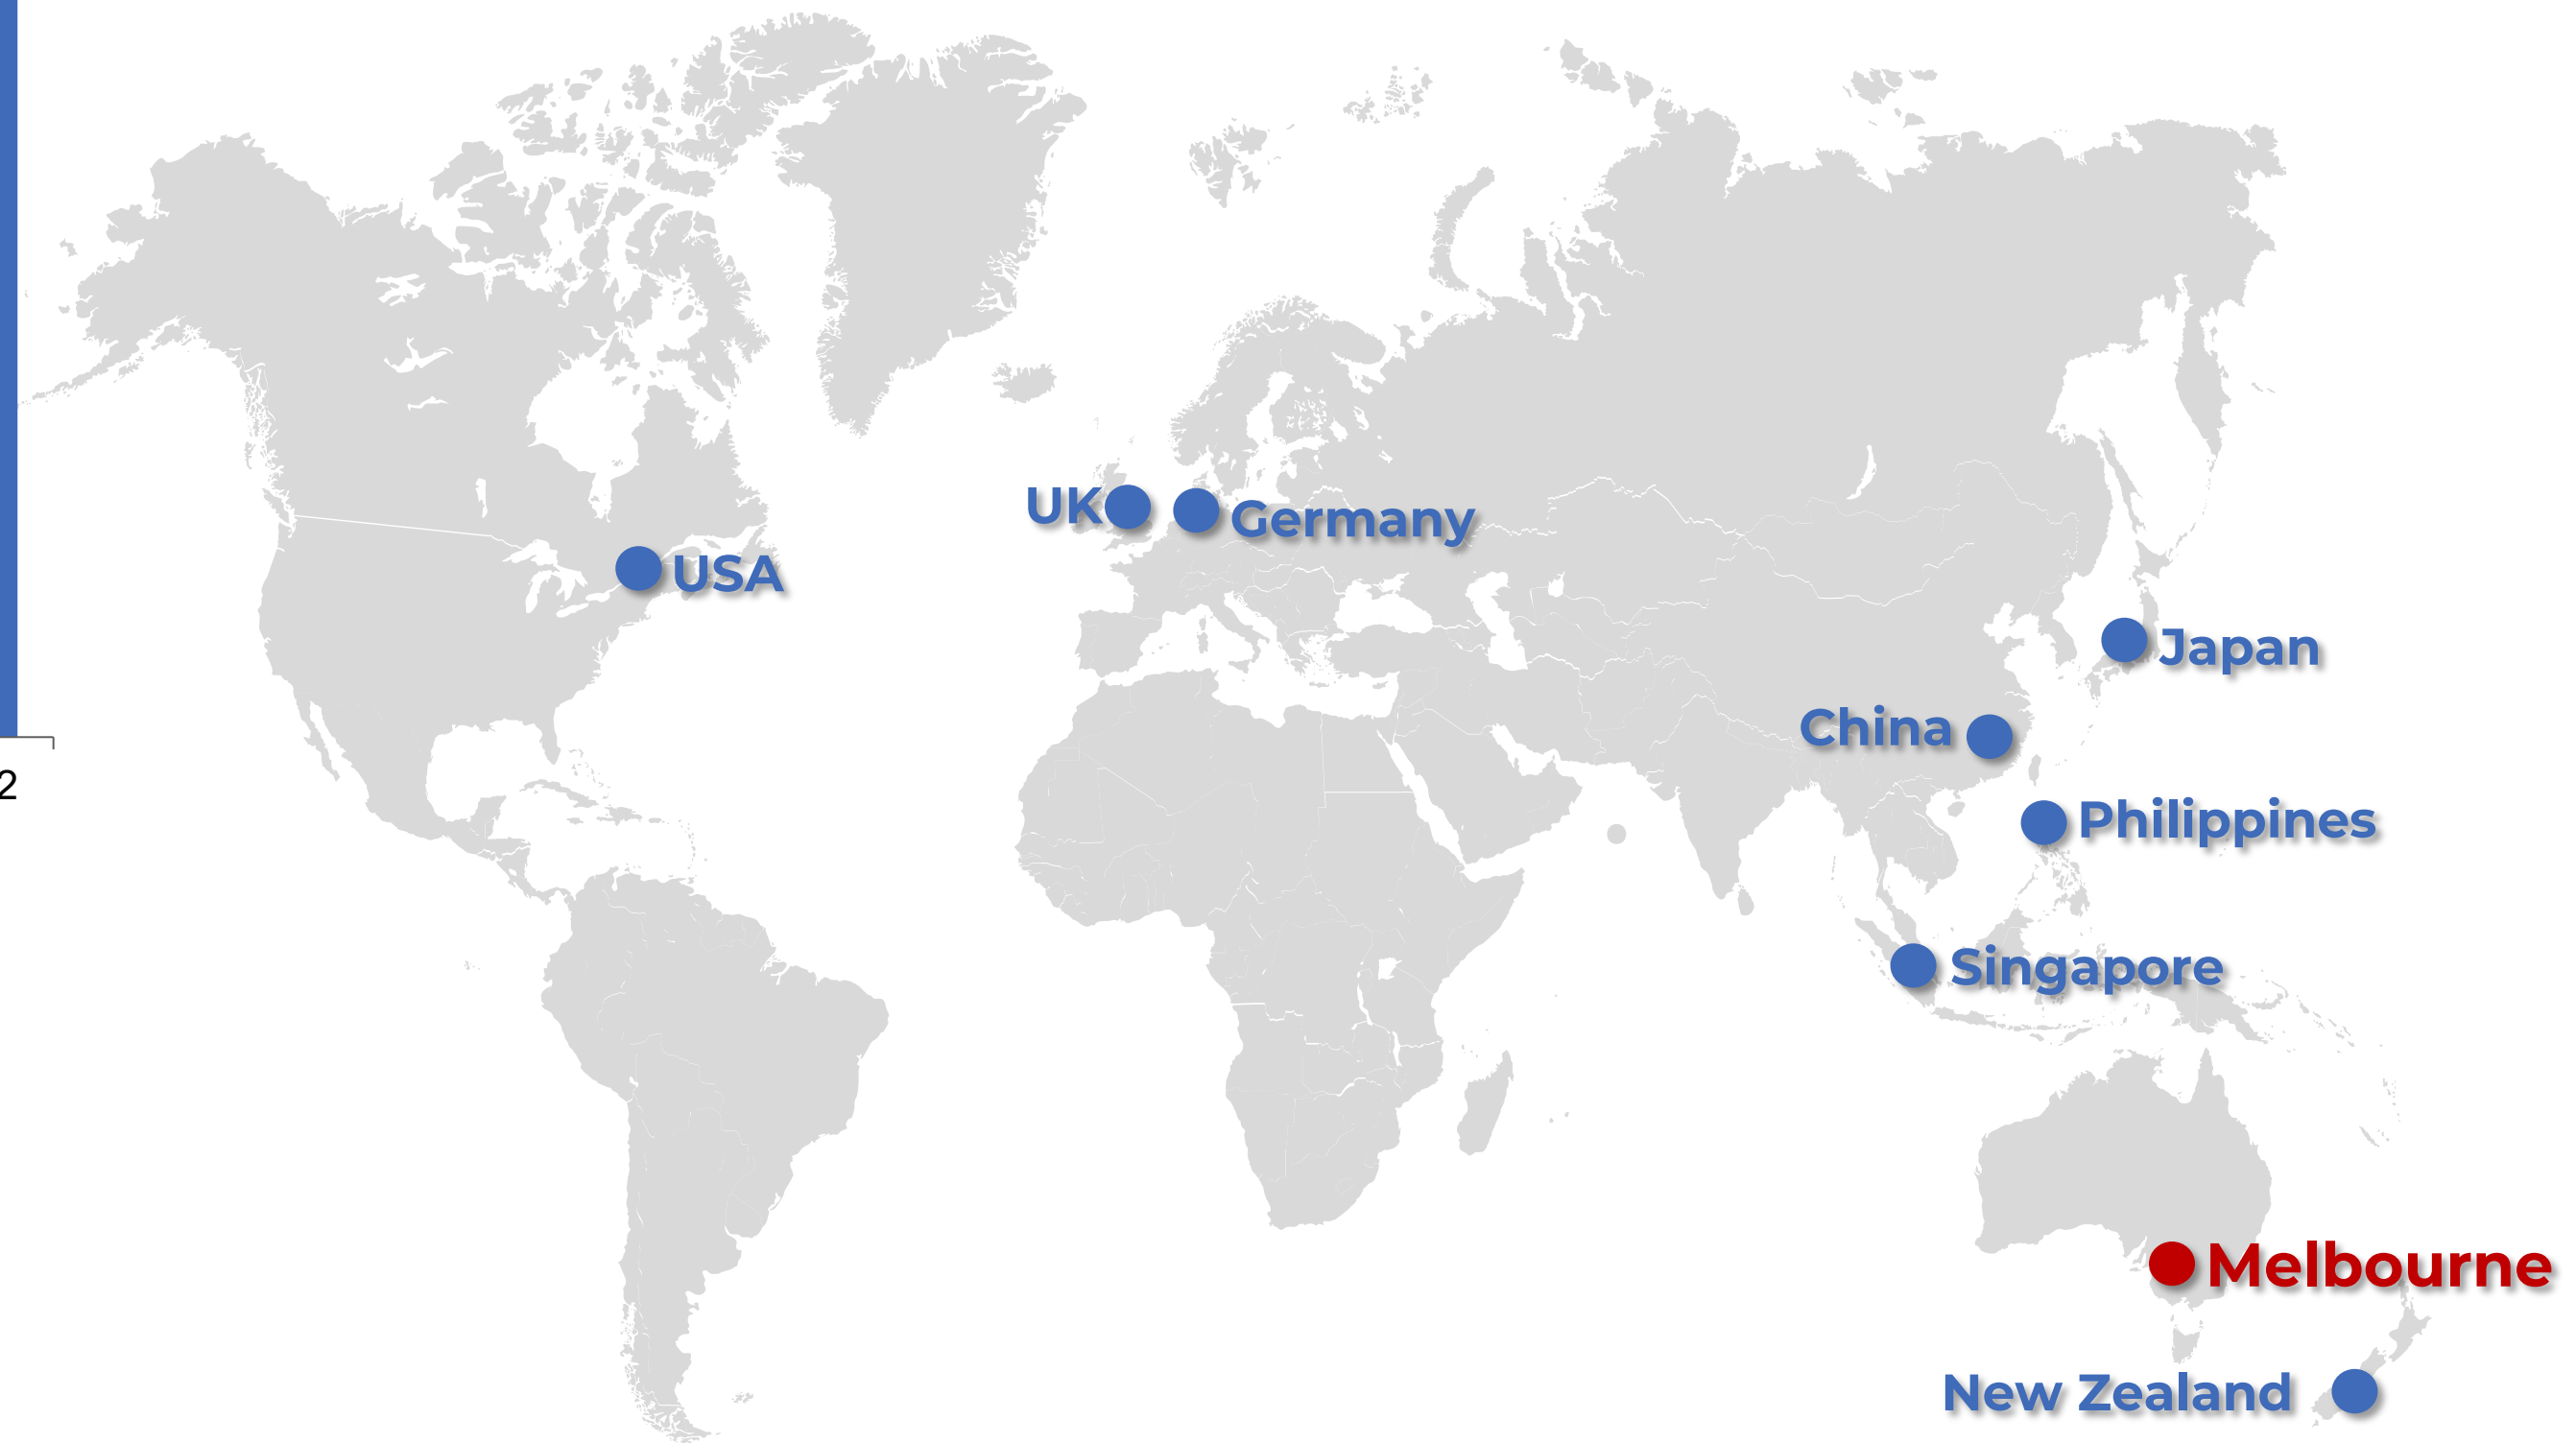 UK
Germany
USA
Japan
China
2
Philippines
Singapore
Melbourne
New Zealand